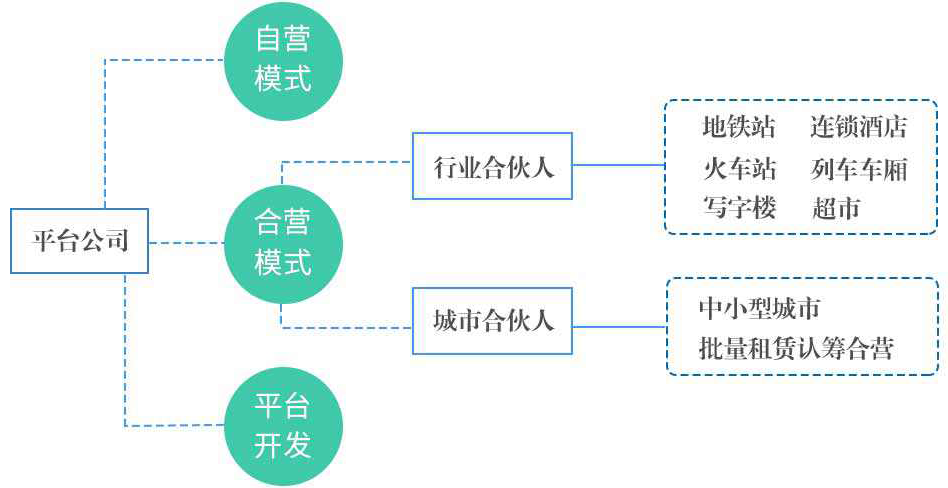 平台公司
自营
模式
合营
模式
平台
开发
行业合伙人
地铁站 连锁酒店
火车站 列车车厢
写字楼 超市
城市合伙人
中小型城市
批量租赁认筹合营